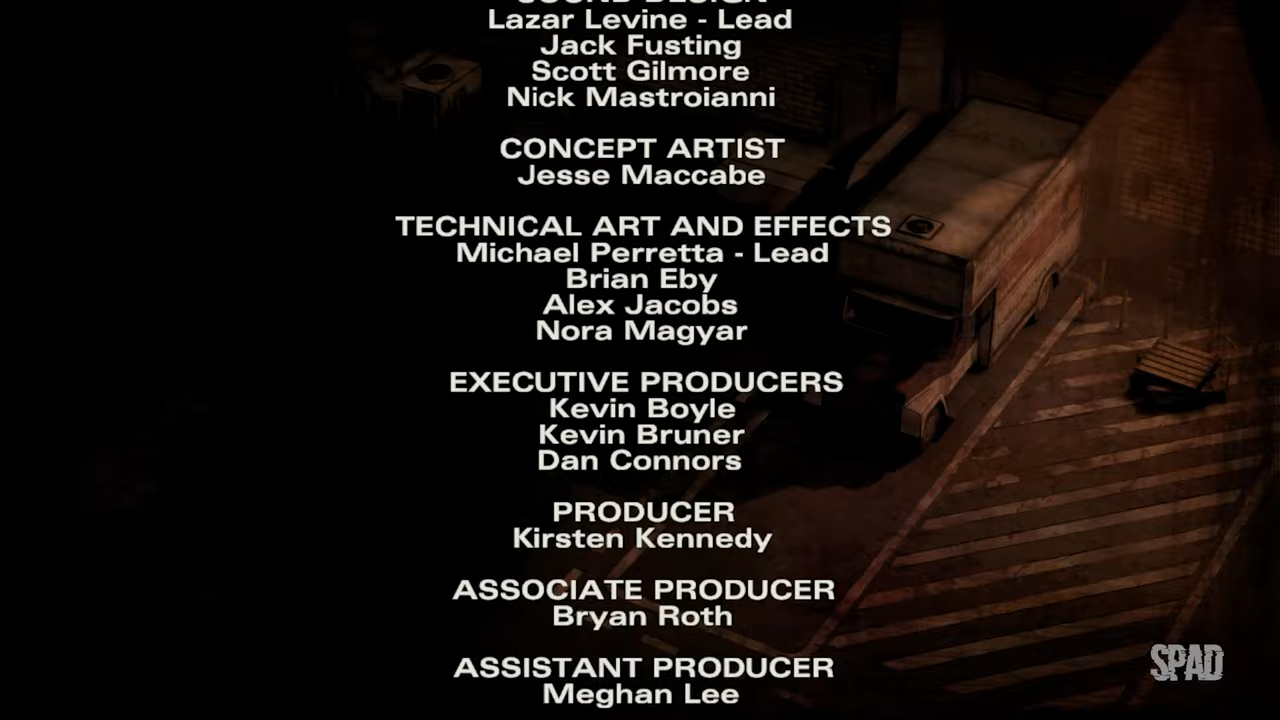 SOUND DESIGN
Lazar Levine - Lead
Jack Fusting
Scott Gilmore
Nick Mastroianni
CONCEPT ARTIST
Jesse Maccabe
TECHNICAL ART AND EFFECTS
Michael Perretta - Lead
Brian Eby
Alex Jacobs
Nora Magyar
EXECUTIVE PRODUCERS
Kevin Boyle
Kevin Bruner
Dan Connors
PRODUCER
Kirsten Kennedy
ASSOCIATE PRODUCER
Bryan Roth
ASSISTANT PRODUCER
Meghan Lee
SPAD